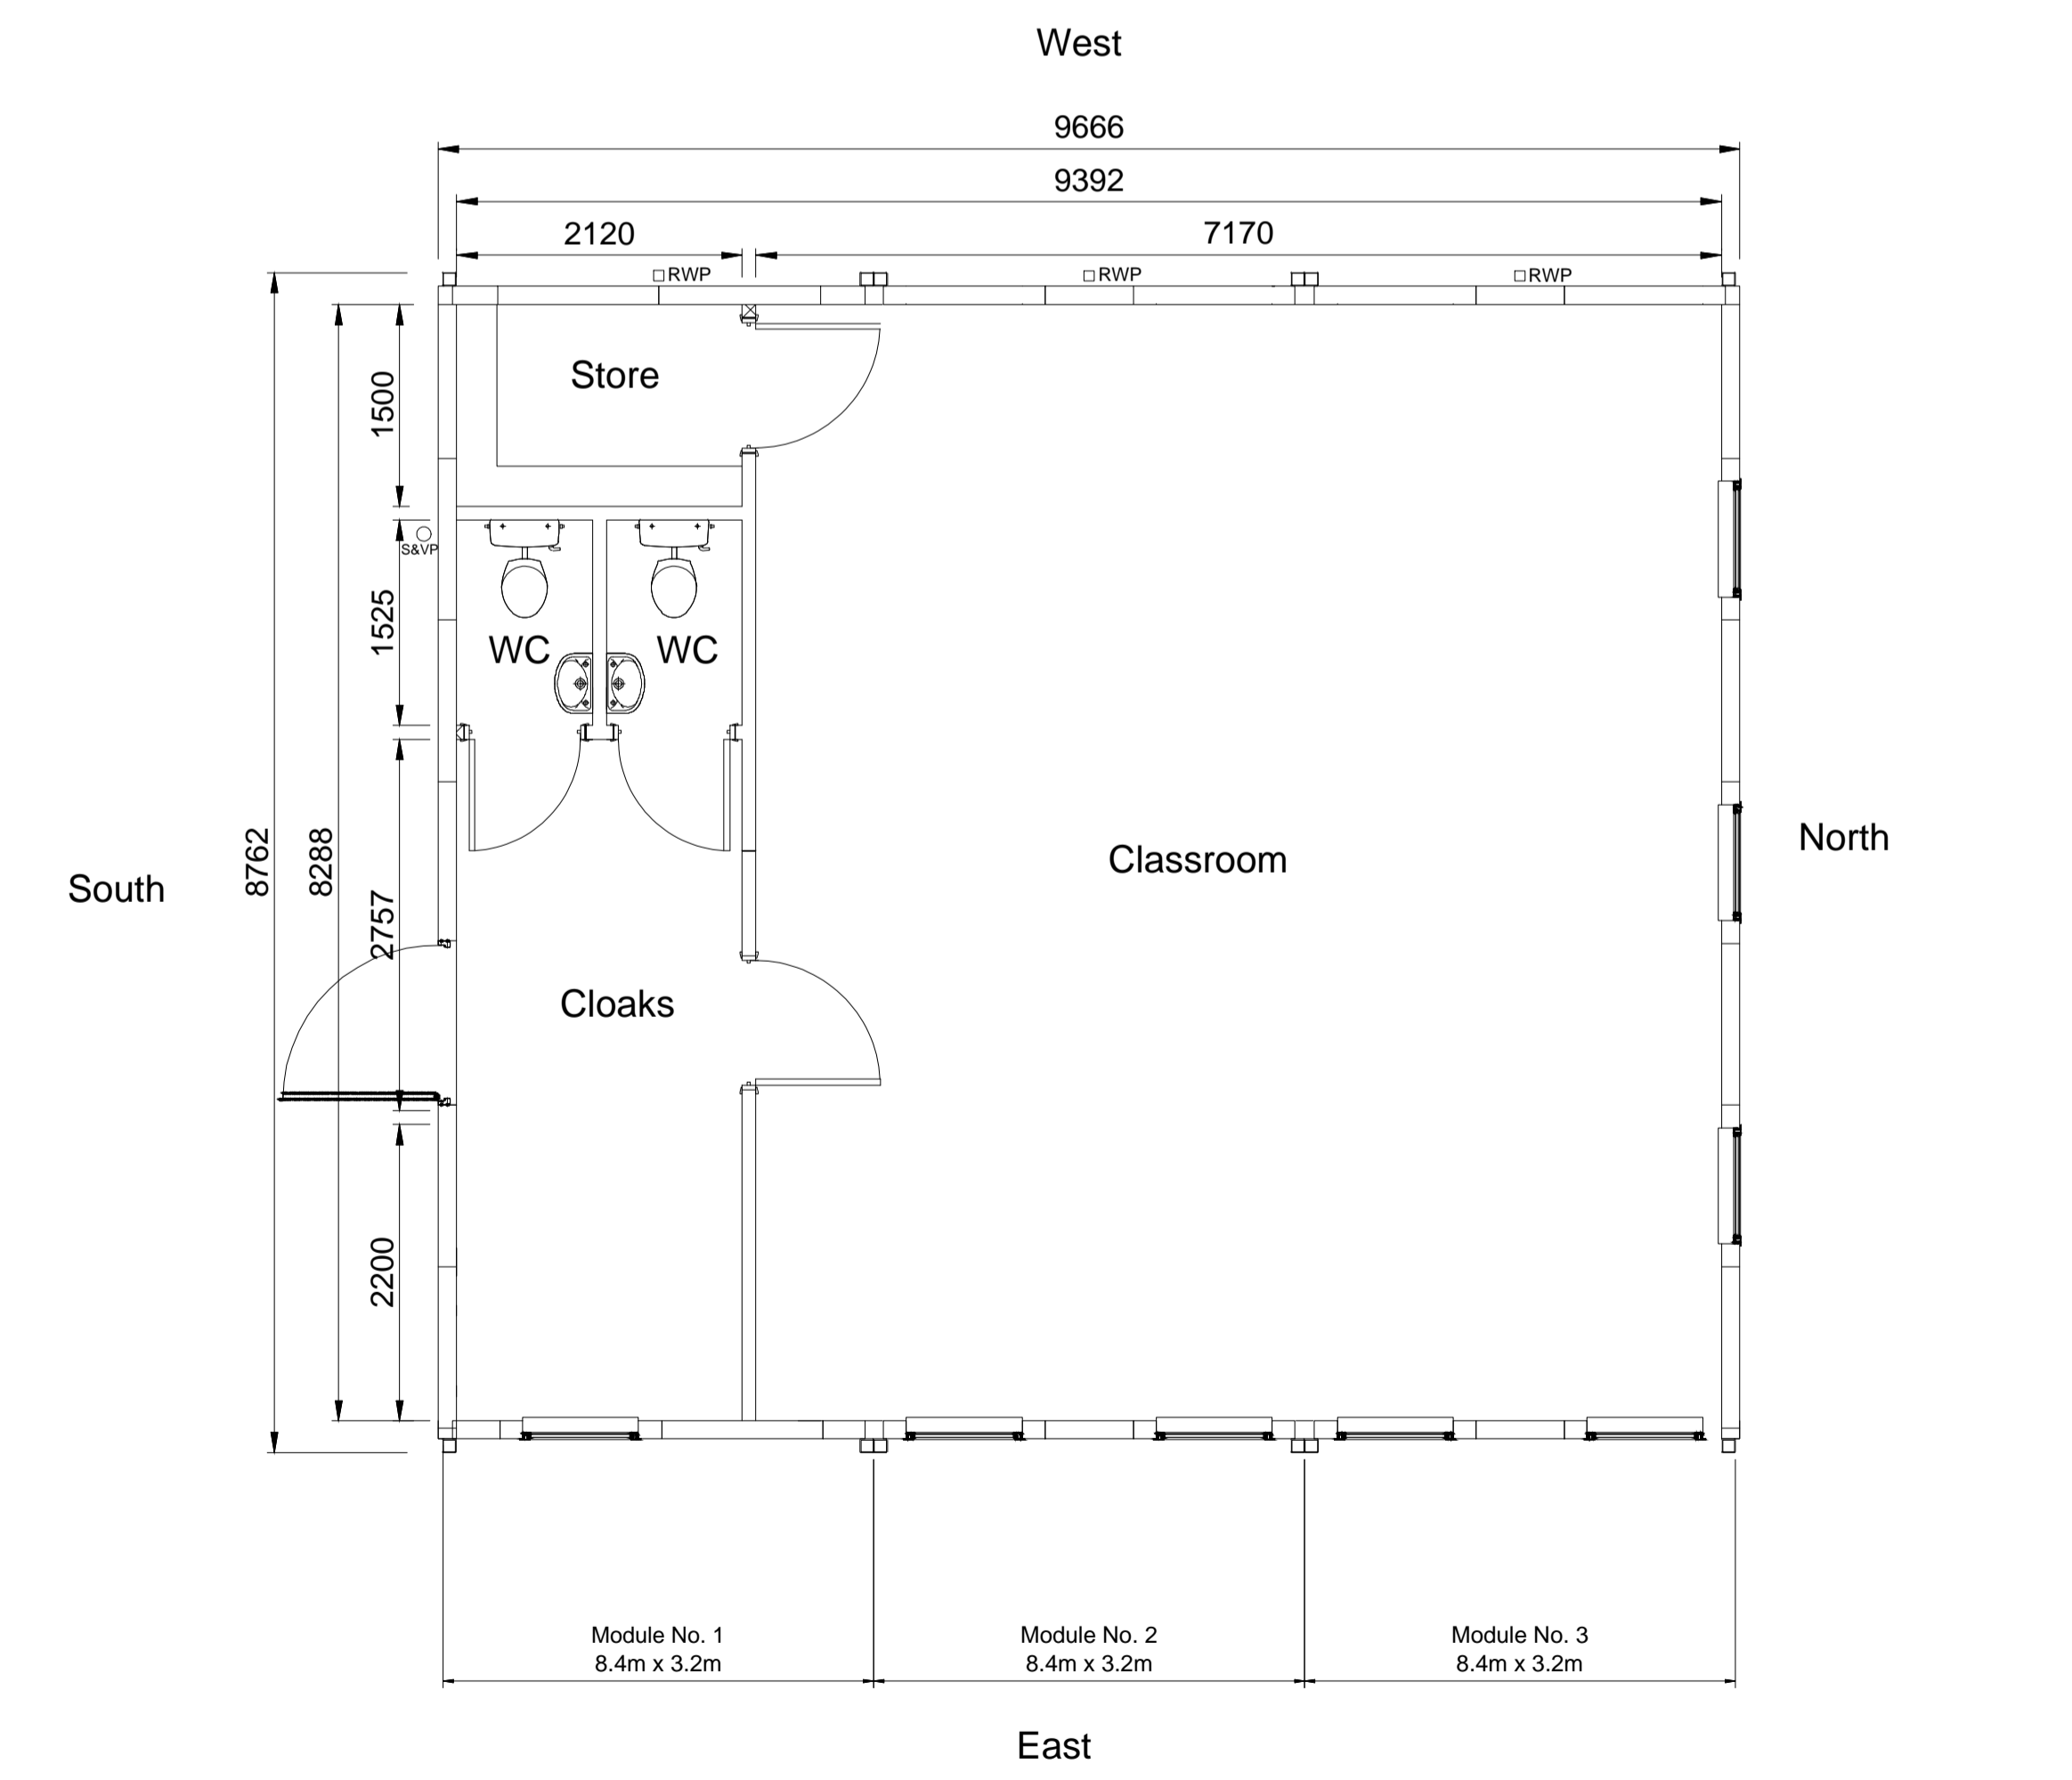 West
9666
9392
2120
7170
RWP
RWP
RWP
Store
1500
S&VP
1525
WC
WC
8762
8288
2757
South
Classroom
North
Cloaks
2200
Module No. 1
8.4m x 3.2m
Module No. 2
8.4m x 3.2m
Module No. 3
8.4m x 3.2m
East